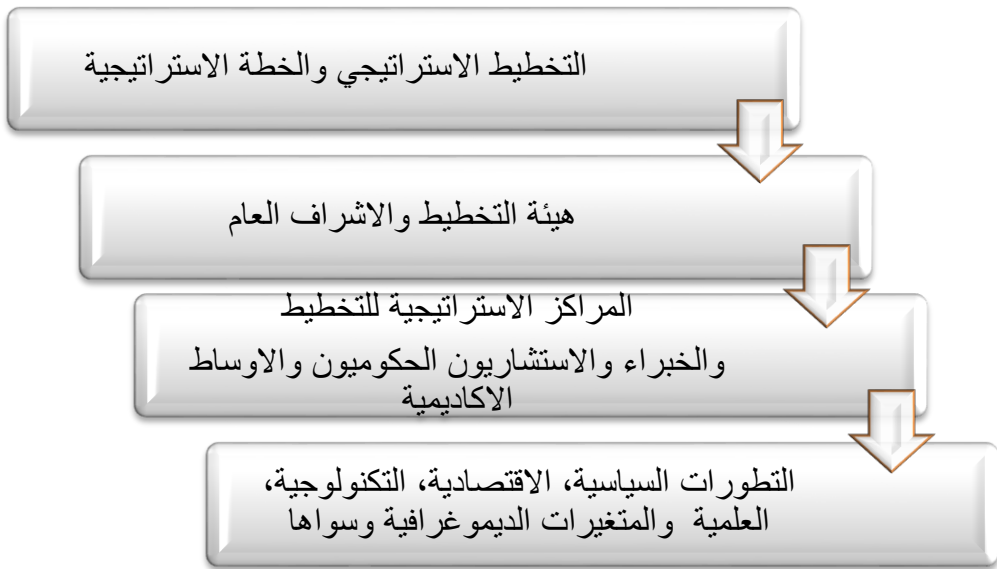 التخطيط الاستراتيجي والخطة الاستراتيجية
هيئة التخطيط والاشراف العام
المراكز الاستراتيجية للتخطيط
والخبراء والاستشاريون الحكوميون والاوساط
الاكاديمية
التطورات السياسية، الاقتصادية، التكنولوجية،
العلمية والمتغيرات الديموغرافية وسواها